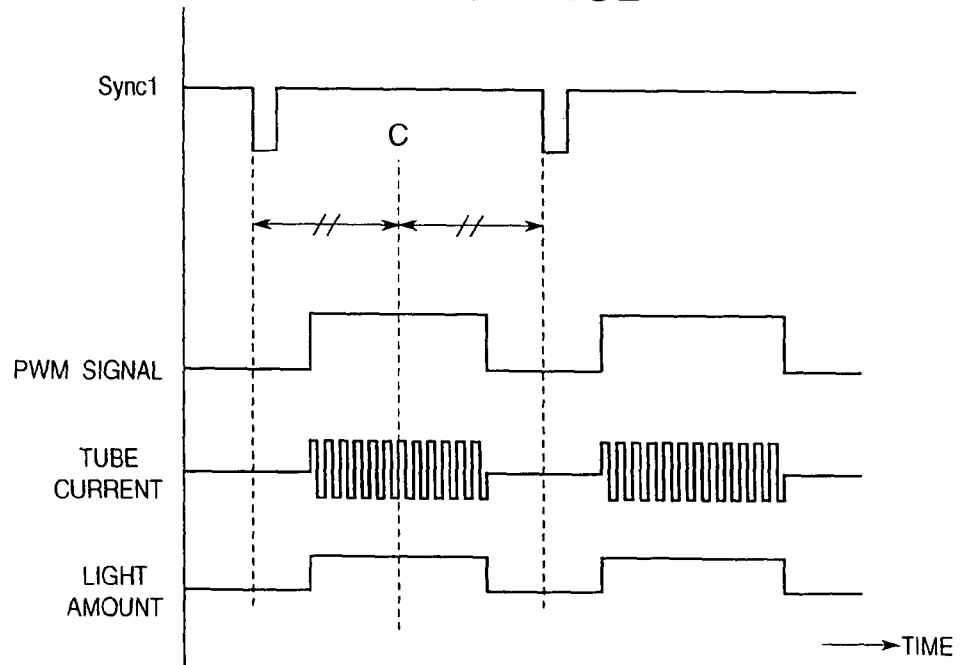 Sync1
C
PWM SIGNAL
TUBE
CURRENT
LIGHT
AMOUNT
TIME